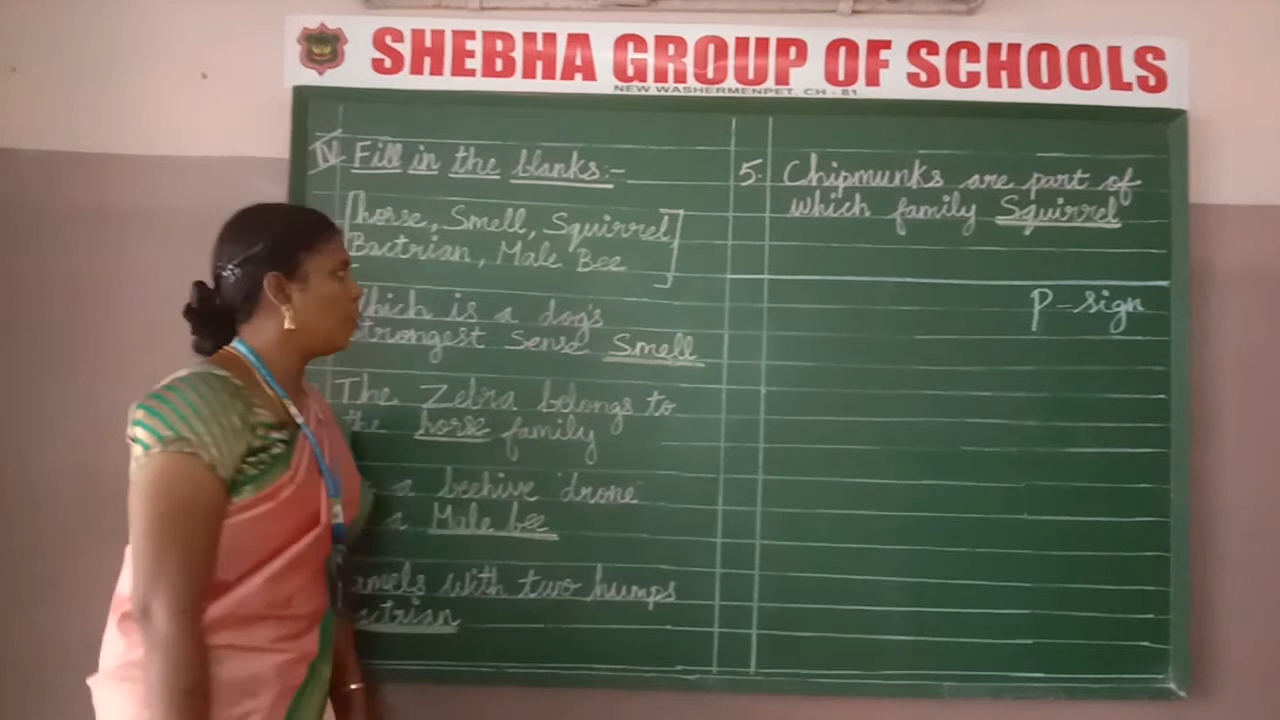 SHEBHA GROUP OF SCHOOLS
NEW WASHERMENPET, CH - 81.
IV Fill in the blanks:-
[horse, Smell, Squirrel,
Bactrian, Male Bee]
Which is a dog's
strongest Sense Smell
The Zebra belongs to
the horse family
a beehive 'drone'
a Male bee
amels with two humps
actrian
5. Chipmunks are part of
which family Squirrel
P-sign